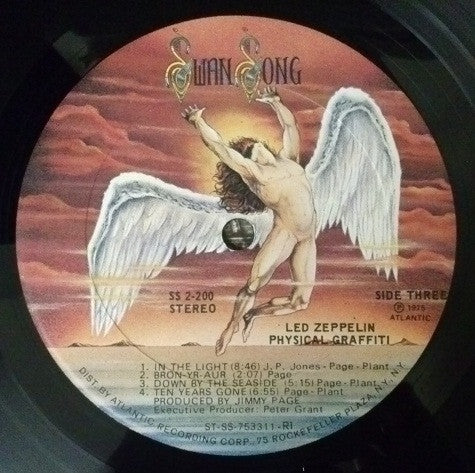 Swan Song
SS 2-200
STEREO
SIDE THREE
℗ 1975
ATLANTIC
LED ZEPPELIN
PHYSICAL GRAFFITI
1. IN THE LIGHT (8:46) J. P. Jones - Page - Plant
2. BRON-YR-AUR (2:07) Page
3. DOWN BY THE SEASIDE (5:15) Page - Plant
4. TEN YEARS GONE (6:55) Page - Plant
PRODUCED BY JIMMY PAGE
Executive Producer: Peter Grant
ST-SS-753311-RI
DIST. BY ATLANTIC RECORDING CORP., 75 ROCKEFELLER PLAZA, N.Y., N.Y.